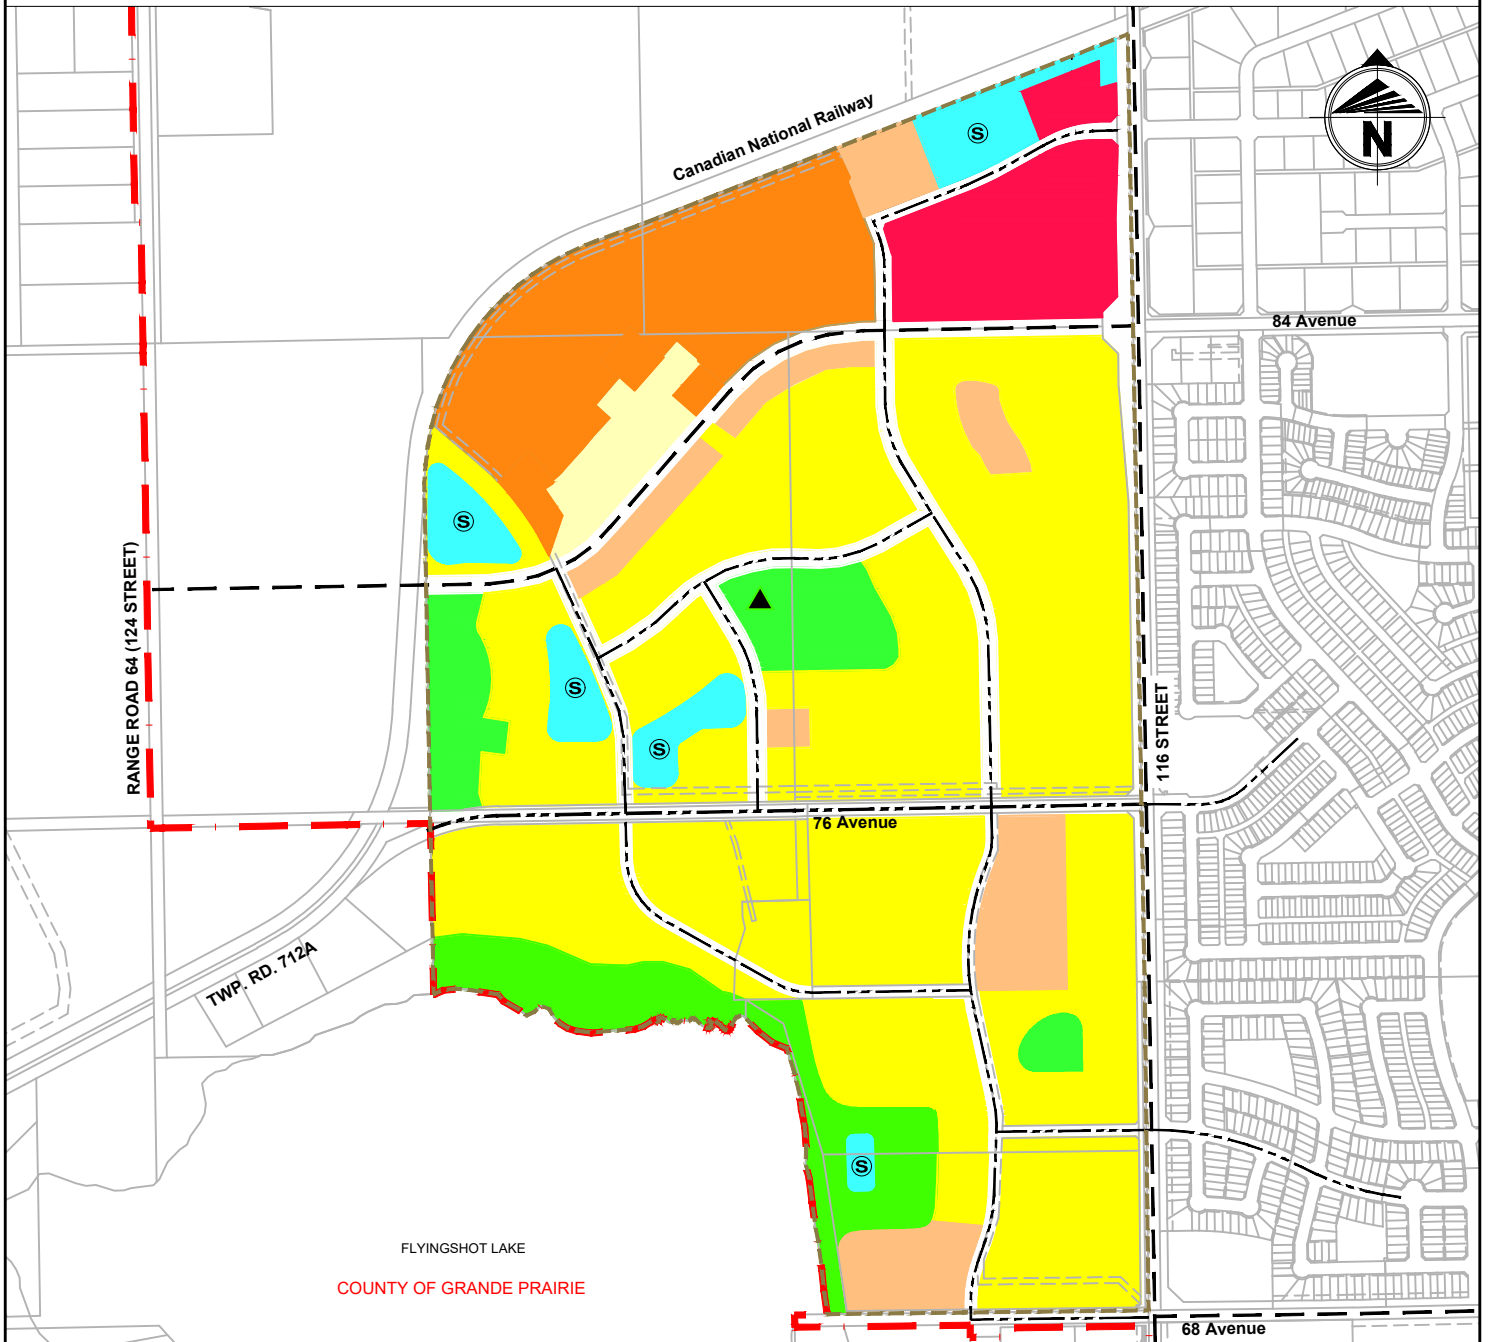 Canadian National Railway
N
S
84 Avenue
S
RANGE ROAD 64 (124 STREET)
S
116 STREET
S
76 Avenue
TWP. RD. 712A
S
FLYINGSHOT LAKE
COUNTY OF GRANDE PRAIRIE
68 Avenue